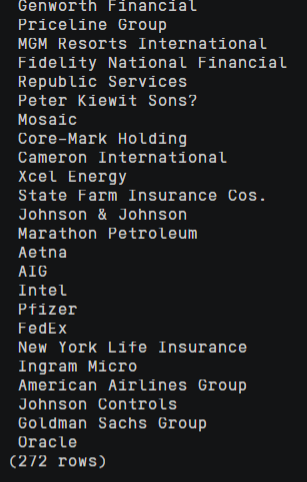 Genworth Financial
Priceline Group
MGM Resorts International
Fidelity National Financial
Republic Services
Peter Kiewit Sons?
Mosaic
Core-Mark Holding
Cameron International
Xcel Energy
State Farm Insurance Cos.
Johnson & Johnson
Marathon Petroleum
Aetna
AIG
Intel
Pfizer
FedEx
New York Life Insurance
Ingram Micro
American Airlines Group
Johnson Controls
Goldman Sachs Group
Oracle
(272 rows)